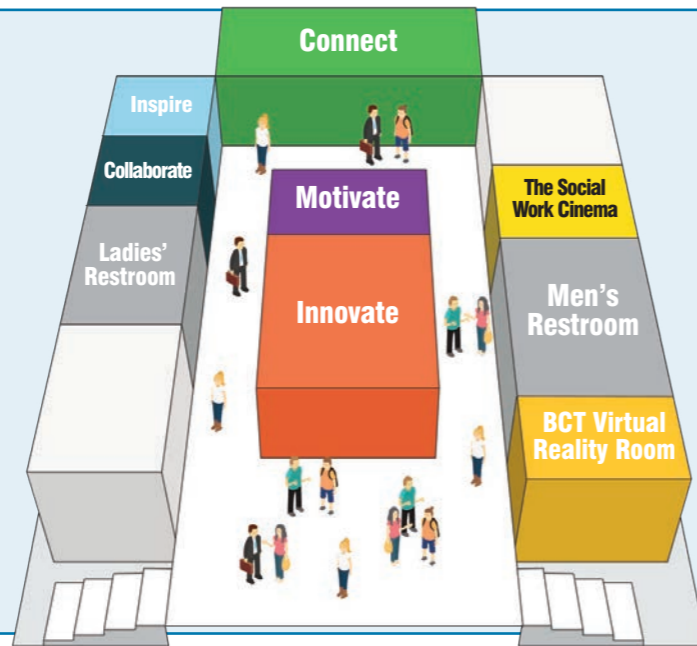 Connect
Inspire
Collaborate
Ladies'
Restroom
Motivate
Innovate
The Social
Work Cinema
Men's
Restroom
BCT Virtual
Reality Room